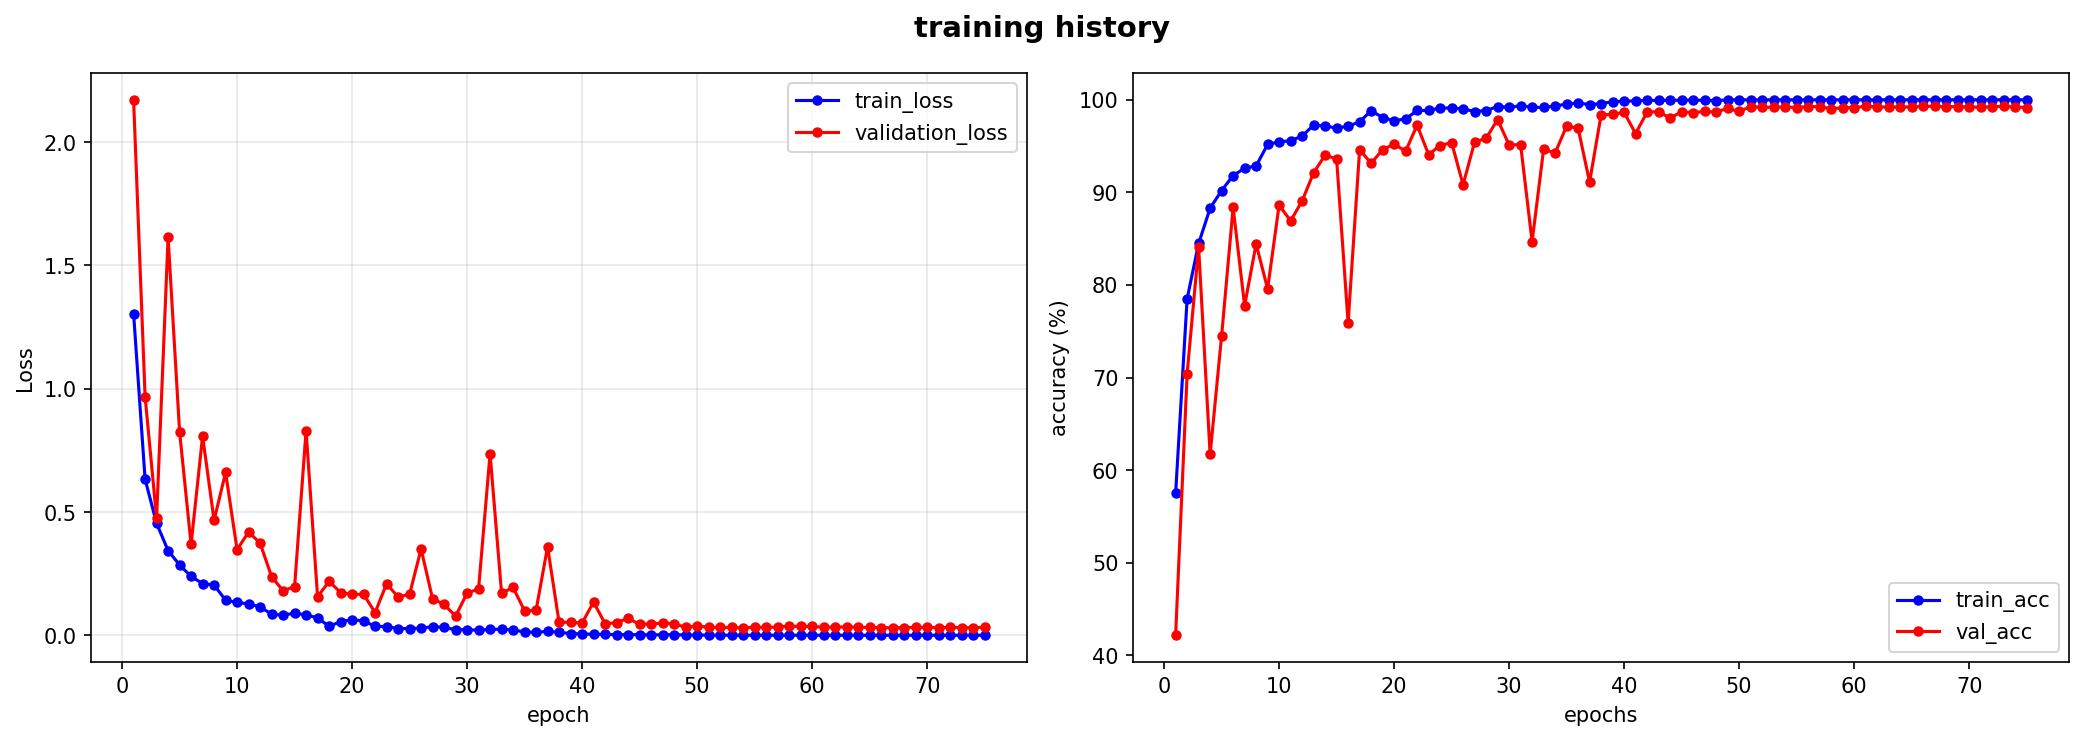 training history
train_loss
validation_loss
2.0
1.5
1.0
0.5
0.0
Loss
0 10 20 30 40 50 60 70
epoch
100
90
80
70
60
50
40
accuracy (%)
train_acc
val_acc
0 10 20 30 40 50 60 70
epochs